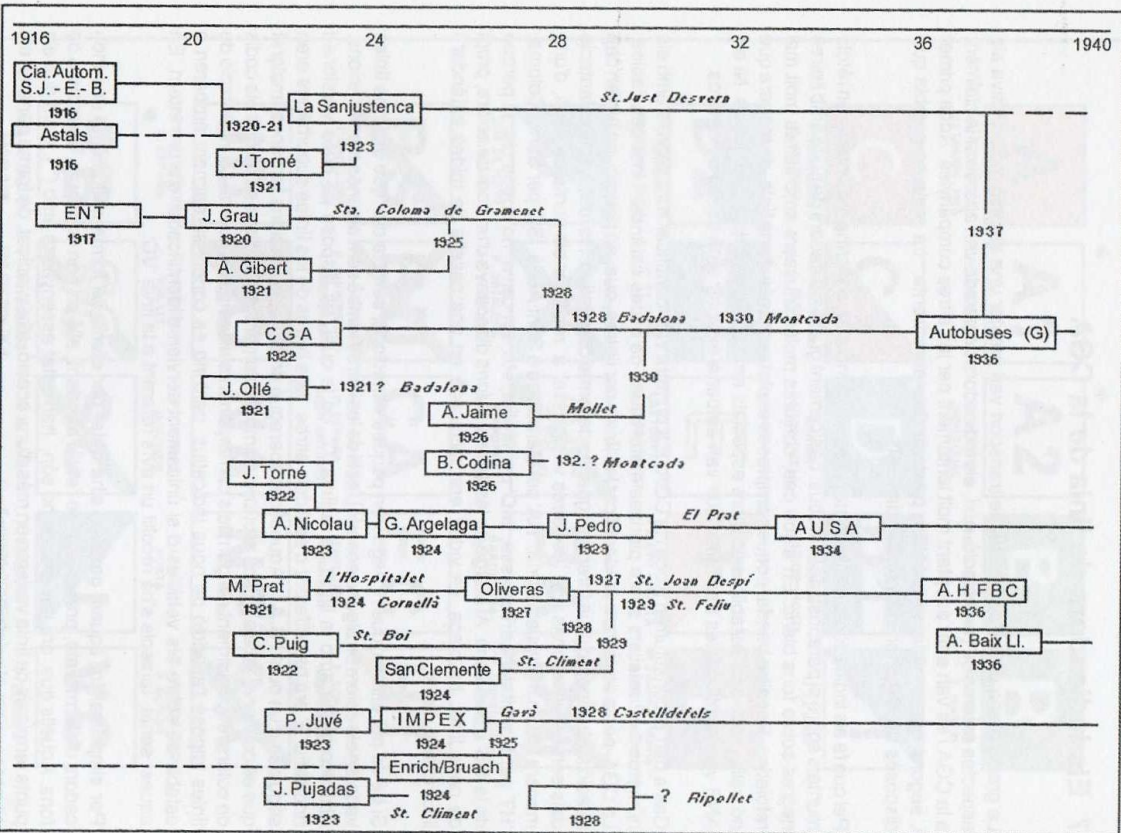 1916 20 24 28 32 36 1940
Cia. Autom.
S.J. - E.- B.
1916
Astals
1916
1920-21
La Sanjustenca
St. Just Desvern
1923
J. Torné
1921
1937
ENT
1917
J. Grau
1920
Sta. Coloma de Gramenet
1925
A. Gibert
1921
1928
CGA
1922
1928 Badalona 1930 Montcada
Autobuses (G)
1936
J. Ollé
1921
1921 ? Badalona
1930
A. Jaime
1926
Mollet
B. Codina
1926
192. ? Montcada
J. Torné
1922
A. Nicolau
1923
G. Argelaga
1924
J. Pedro
1929
El Prat
AUSA
1934
M. Prat
1921
L'Hospitalet
1924 Cornellà
Oliveras
1927
1927 St. Joan Despí
1929 St. Feliu
A.H FBC
1936
1928
1929
C. Puig
1922
St. Boi
A. Baix Ll.
1936
San Clemente
1924
St. Climent
P. Juvé
1923
IMPEX
1924
Gavà 1928 Castelldefels
1925
Enrich/Bruach
1924
J. Pujadas
1923
St. Climent
1928
? Ripollet